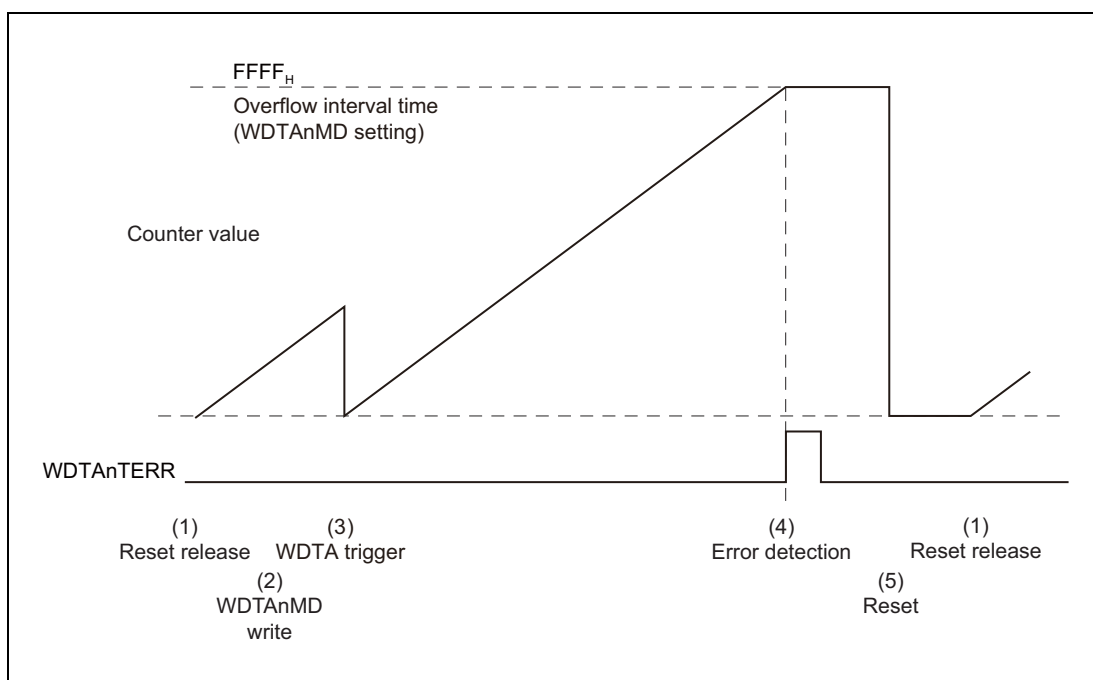 FFFFH
Overflow interval time
(WDTAnMD setting)
Counter value
WDTAnTERR
(1)
Reset release
(2)
WDTAnMD
write
(3)
WDTA trigger
(4)
Error detection
(5)
Reset
(1)
Reset release